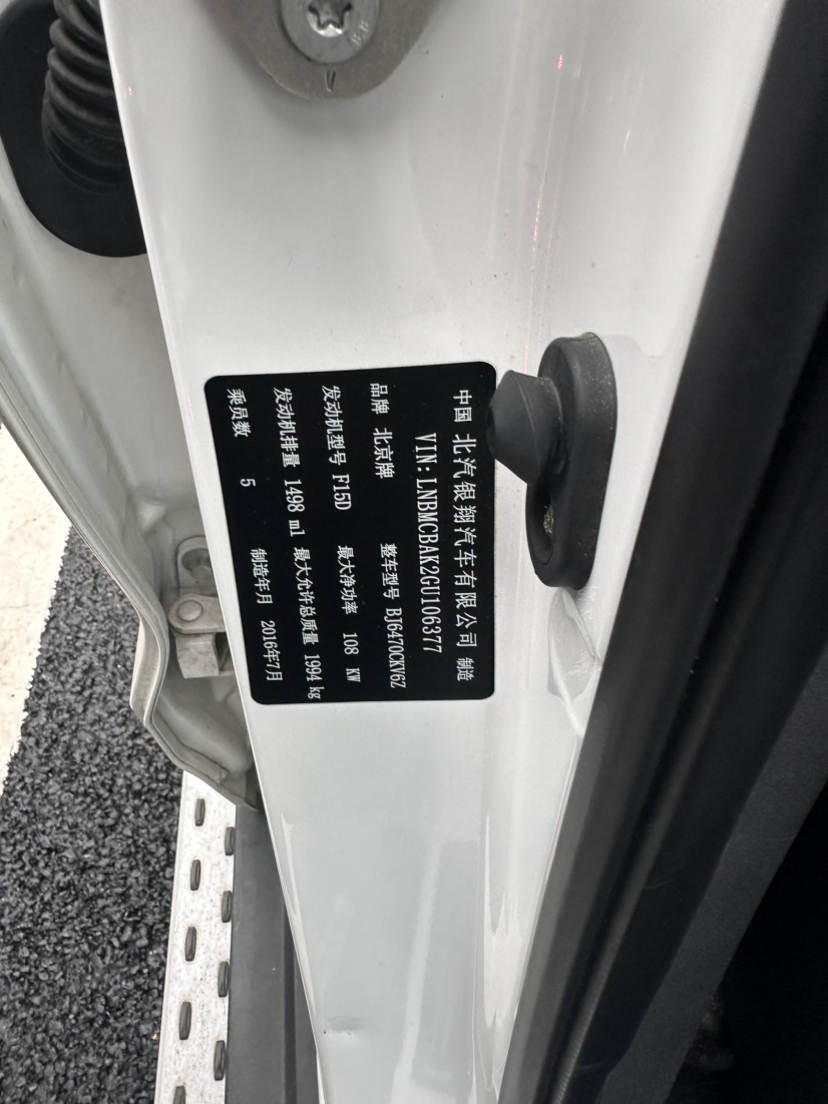 中国 北汽银翔汽车有限公司 制造
VIN:LNBMCBAK2GU106377
品牌 北京牌 整车型号 BJ6470CKV6Z
发动机型号 F15D 最大净功率 108 KW
发动机排量 1498 ml 最大允许总质量 1994 kg
乘员数 5 制造年月 2016年7月